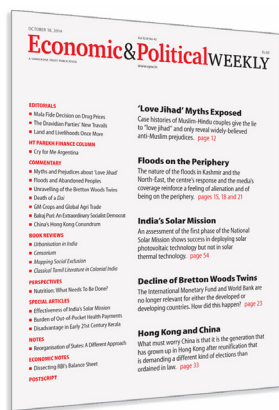 OCTOBER 18, 2014
Economic&PoliticalWEEKLY
A SAMEEKSHA TRUST PUBLICATION
EDITORIALS
Mala Fide Decision on Drug Prices
The Dravidian Parties' New Travails
Land and Livelihoods Once More
HT PAREKH FINANCE COLUMN
Cry for Me Argentina
COMMENTARY
Myths and Prejudices about 'Love Jihad'
Floods and Abandoned Peoples
Unravelling of the Bretton Woods Twins
Death of a Dai
GM Crops and Global Agri Trade
Balraj Puri: An Extraordinary Socialist Democrat
China's Hong Kong Conundrum
BOOK REVIEWS
Urbanisation in India
Censorium
Mapping Social Exclusion
Classical Tamil Literature in Colonial India
PERSPECTIVES
Nutrition: What Needs To Be Done?
SPECIAL ARTICLES
Effectiveness of India's Solar Mission
Burden of Out-of-Pocket Health Payments
Disadvantage in Early 21st Century Kerala
NOTES
Reorganisation of States: A Different Approach
ECONOMIC NOTES
Dissecting RBI's Balance Sheet
POSTSCRIPT
'Love Jihad' Myths Exposed
Case histories of Muslim-Hindu couples give the lie
to "love jihad" and only reveal widely-believed
anti-Muslim prejudices. page 12
Floods on the Periphery
The nature of the floods in Kashmir and the
North-East, the centre's response and the media's
coverage reinforce a feeling of alienation and of
being on the periphery. pages 15, 18 and 21
India's Solar Mission
An assessment of the first phase of the National
Solar Mission shows success in deploying solar
photovoltaic technology but not in solar
thermal technology. page 54
Decline of Bretton Woods Twins
The International Monetary Fund and World Bank are
no longer relevant for either the developed or
developing countries. How did this happen? page 23
Hong Kong and China
What must worry China is that it is the generation that
has grown up in Hong Kong after reunification that
is demanding a different kind of elections than
ordained in law. page 33